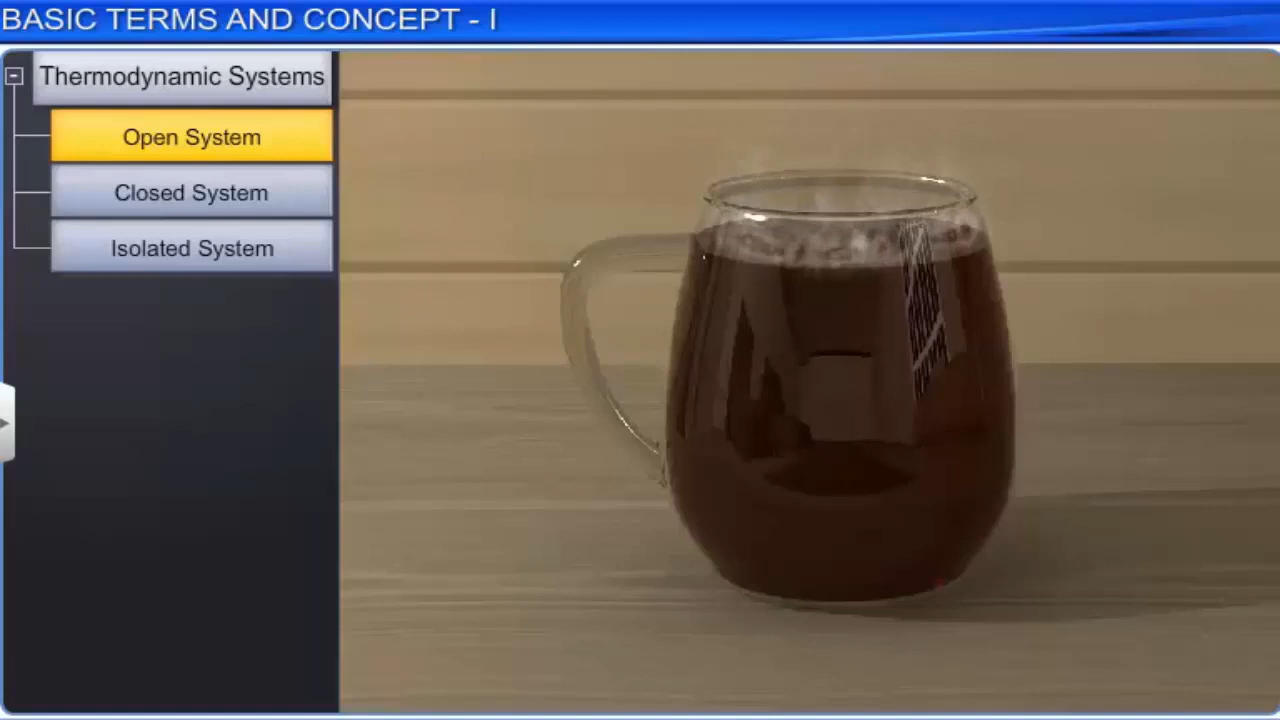 BASIC TERMS AND CONCEPT - I
Thermodynamic Systems
Open System
Closed System
Isolated System